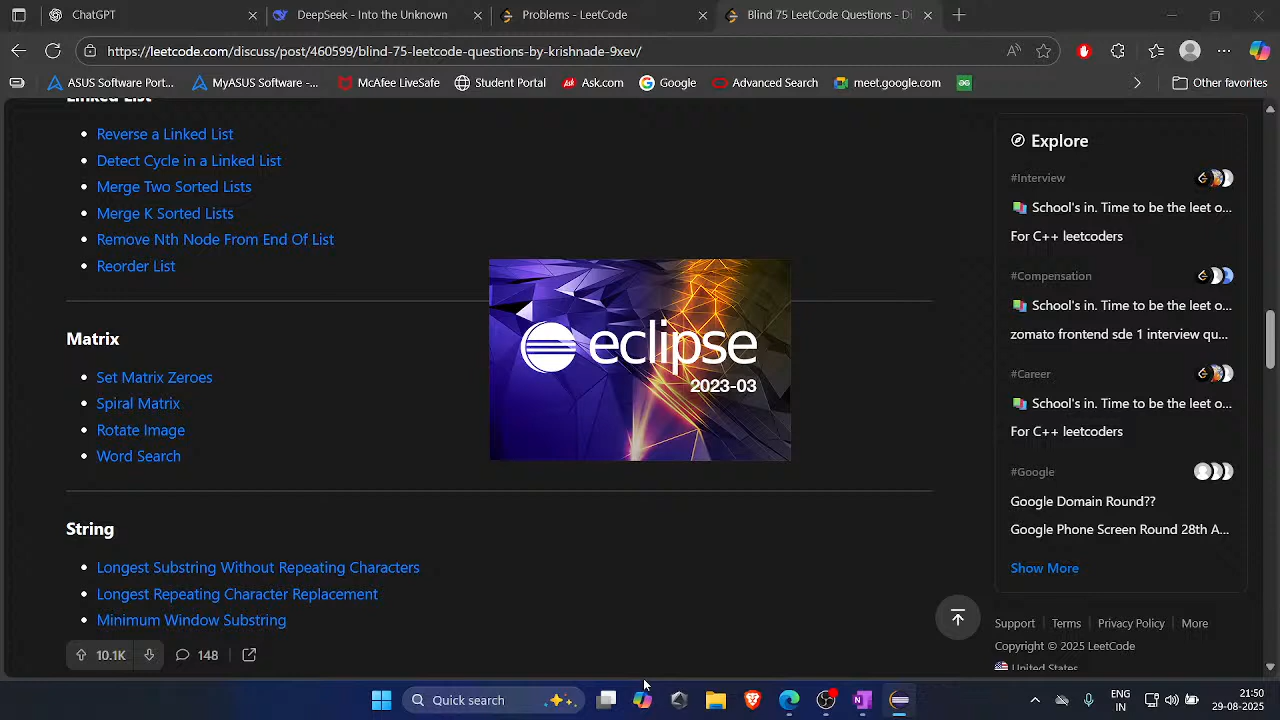 ChatGPT
DeepSeek - Into the Unknown
Problems - LeetCode
Blind 75 LeetCode Questions - Di
https://leetcode.com/discuss/post/460599/blind-75-leetcode-questions-by-krishnade-9xev/
ASUS Software Port...
MyASUS Software -...
McAfee LiveSafe
Student Portal
Ask.com
Google
Advanced Search
meet.google.com
Other favorites
Linked List
Reverse a Linked List
Detect Cycle in a Linked List
Merge Two Sorted Lists
Merge K Sorted Lists
Remove Nth Node From End Of List
Reorder List
Matrix
Set Matrix Zeroes
Spiral Matrix
Rotate Image
Word Search
String
Longest Substring Without Repeating Characters
Longest Repeating Character Replacement
Minimum Window Substring
10.1K
148
eclipse
2023-03
Explore
#Interview
School's in. Time to be the leet o...
For C++ leetcoders
#Compensation
School's in. Time to be the leet o...
zomato frontend sde 1 interview qu...
#Career
School's in. Time to be the leet o...
For C++ leetcoders
#Google
Google Domain Round??
Google Phone Screen Round 28th A...
Show More
Support
Terms
Privacy Policy
More
Copyright © 2025 LeetCode
United States
Quick search
ENG
IN
21:50
29-08-2025